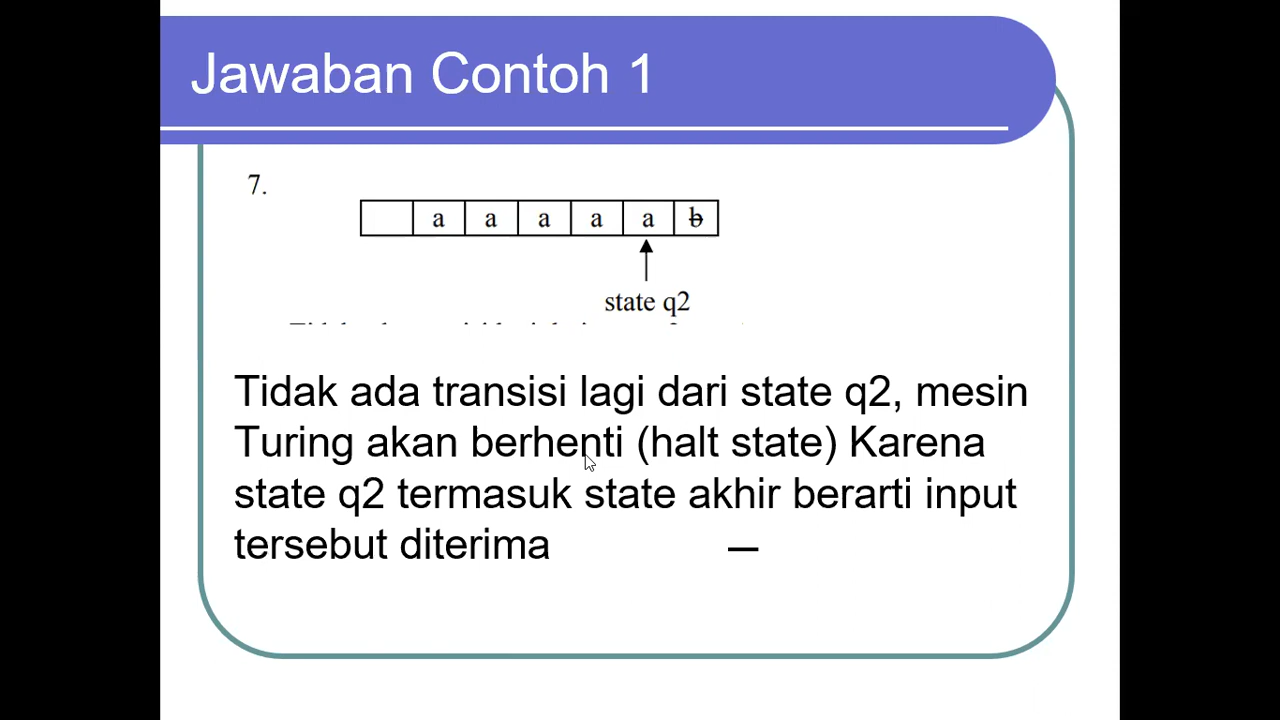 Jawaban Contoh 1
7.
a a a a a b̶
state q2
Tidak ada transisi lagi dari state q2, mesin
Turing akan berhenti (halt state) Karena
state q2 termasuk state akhir berarti input
tersebut diterima